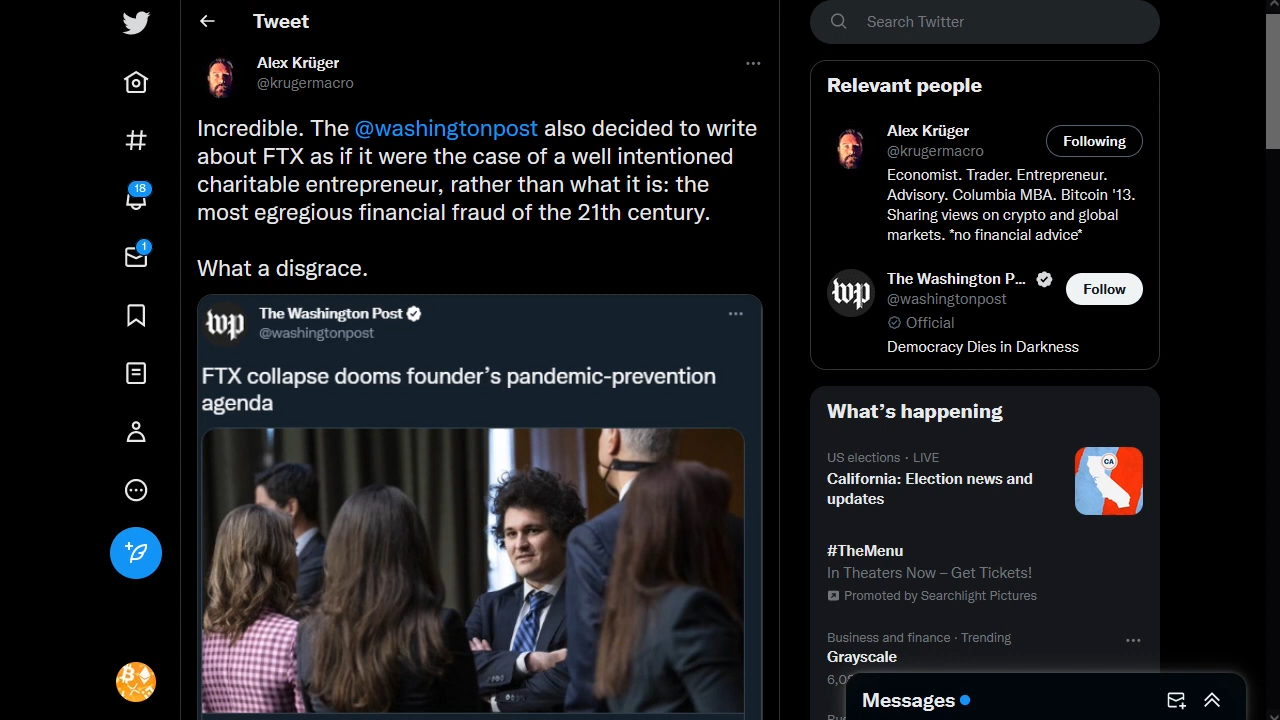 Tweet
Search Twitter
Alex Krüger
@krugermacro
Incredible. The @washingtonpost also decided to write
about FTX as if it were the case of a well intentioned
charitable entrepreneur, rather than what it is: the
most egregious financial fraud of the 21th century.
What a disgrace.
wp
The Washington Post
@washingtonpost
FTX collapse dooms founder's pandemic-prevention
agenda
18
1
Relevant people
Alex Krüger
@krugermacro
Following
Economist. Trader. Entrepreneur.
Advisory. Columbia MBA. Bitcoin '13.
Sharing views on crypto and global
markets. *no financial advice*
wp
The Washington P...
@washingtonpost
Follow
Official
Democracy Dies in Darkness
What's happening
US elections · LIVE
California: Election news and
updates
CA
#TheMenu
In Theaters Now – Get Tickets!
Promoted by Searchlight Pictures
Business and finance · Trending
Grayscale
Messages